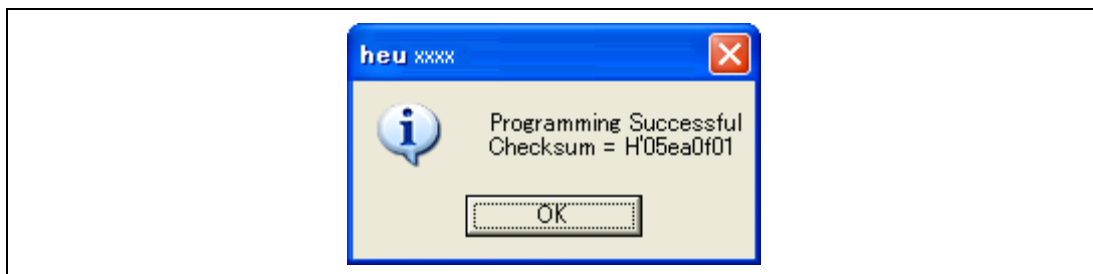 heu xxxx
Programming Successful
Checksum = H'05ea0f01
OK